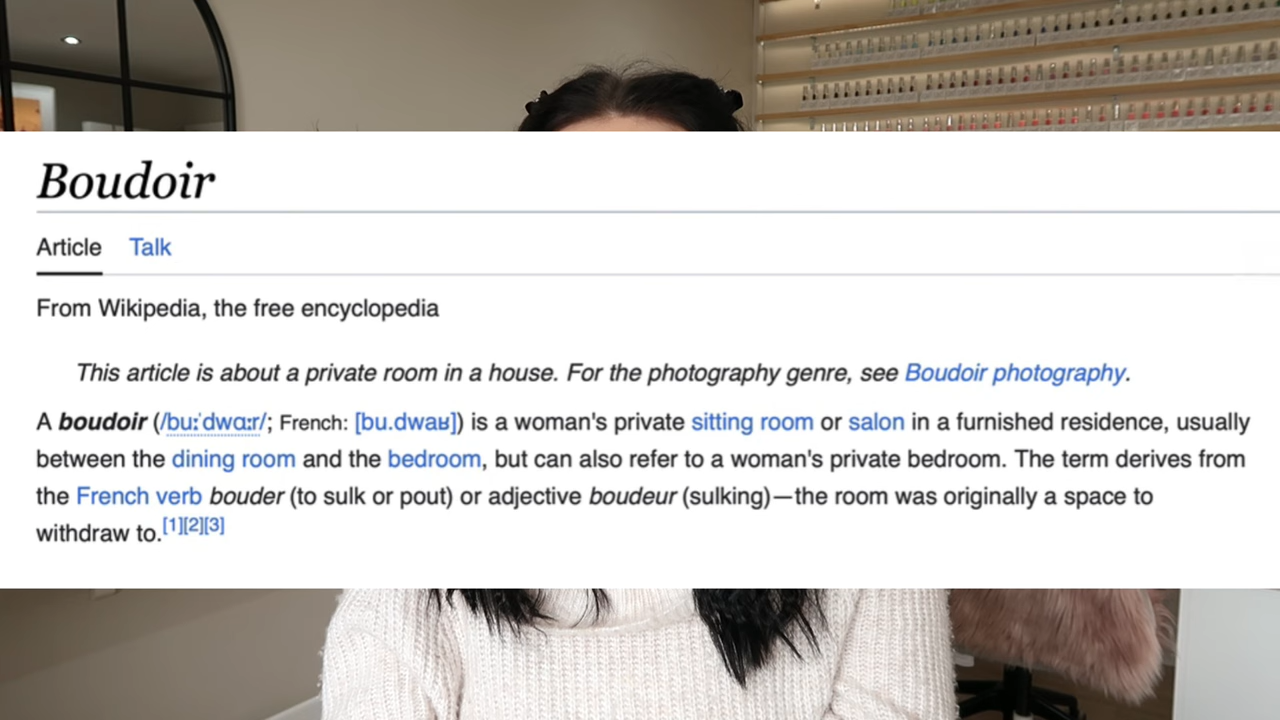 Boudoir
Article Talk
From Wikipedia, the free encyclopedia
This article is about a private room in a house. For the photography genre, see Boudoir photography.
A boudoir (/buːˈdwɑːr/; French: [bu.dwaʁ]) is a woman's private sitting room or salon in a furnished residence, usually
between the dining room and the bedroom, but can also refer to a woman's private bedroom. The term derives from
the French verb bouder (to sulk or pout) or adjective boudeur (sulking)—the room was originally a space to
withdraw to.[1][2][3]